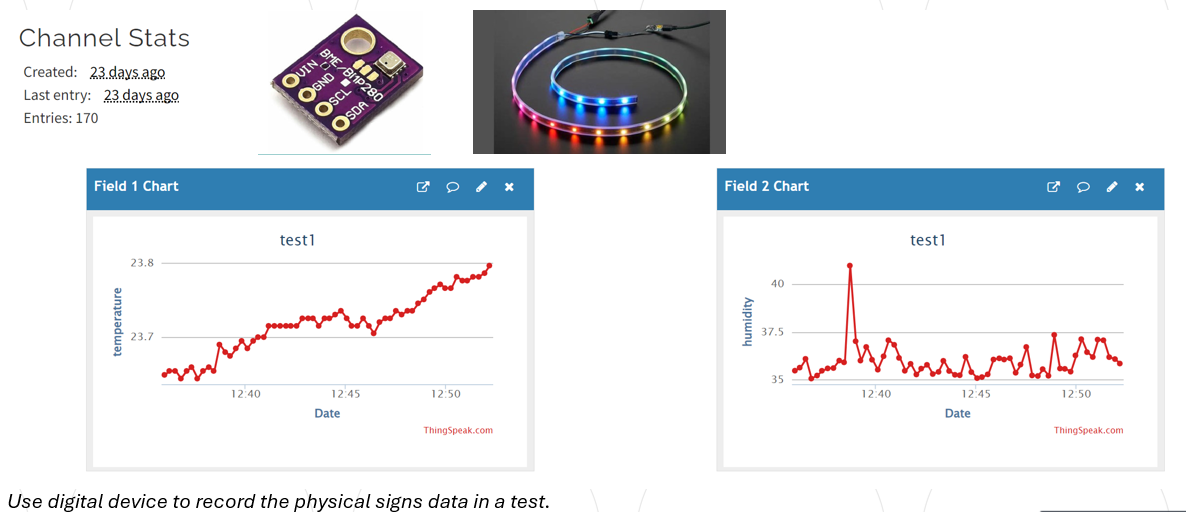 Channel Stats
Created: 23 days ago
Last entry: 23 days ago
Entries: 170
VIN
GND
SCL
SDA
BME/BMP280
Field 1 Chart
test1
23.8
23.7
temperature
12:40 12:45 12:50
Date
ThingSpeak.com
Field 2 Chart
test1
40
37.5
35
humidity
12:40 12:45 12:50
Date
ThingSpeak.com
Use digital device to record the physical signs data in a test.